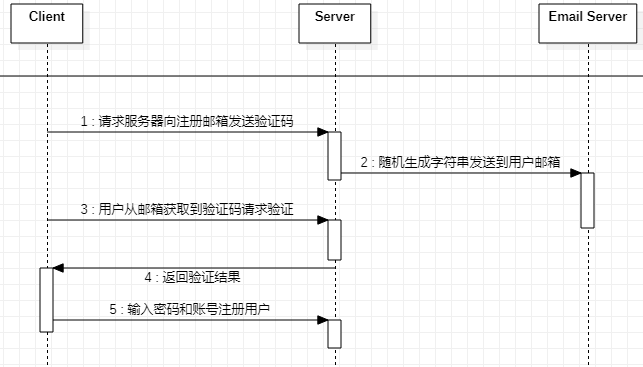 Client
Server
Email Server
1 : 请求服务器向注册邮箱发送验证码
2 : 随机生成字符串发送到用户邮箱
3 : 用户从邮箱获取到验证码请求验证
4 : 返回验证结果
5 : 输入密码和账号注册用户